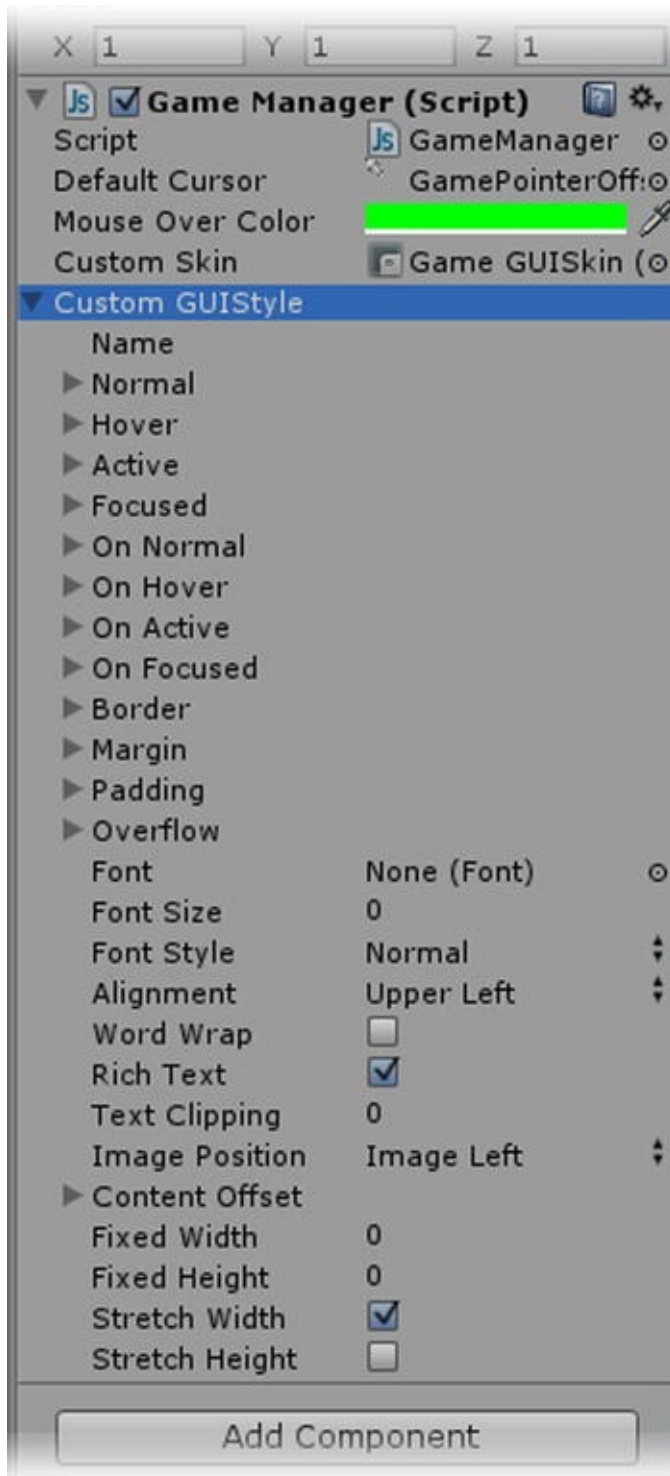 X 1 Y 1 Z 1
Js Game Manager (Script)
Script Js GameManager
Default Cursor GamePointerOff
Mouse Over Color
Custom Skin Game GUISkin (
Custom GUIStyle
Name
Normal
Hover
Active
Focused
On Normal
On Hover
On Active
On Focused
Border
Margin
Padding
Overflow
Font None (Font)
Font Size 0
Font Style Normal
Alignment Upper Left
Word Wrap
Rich Text
Text Clipping 0
Image Position Image Left
Content Offset
Fixed Width 0
Fixed Height 0
Stretch Width
Stretch Height
Add Component